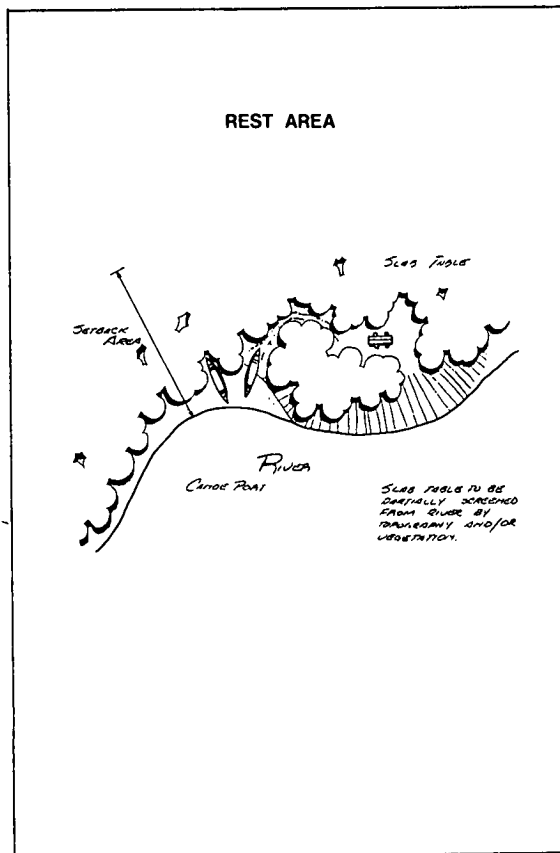 REST AREA
SLAB TABLE
SETBACK
AREA
RIVER
CANOE PORT
SLAB TABLE TO BE
PARTIALLY SCREENED
FROM RIVER BY
TOPOGRAPHY AND/OR
VEGETATION.